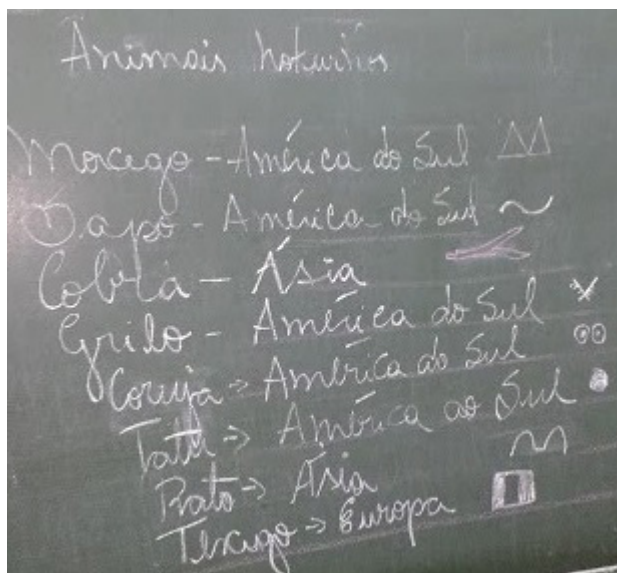 Animais noturnos
Morcego - América do Sul
Sapo - América do Sul
Cobra - Ásia
Grilo - América do Sul
Coruja → América do Sul
Tatu → América do Sul
Rato → Ásia
Texugo → Europa